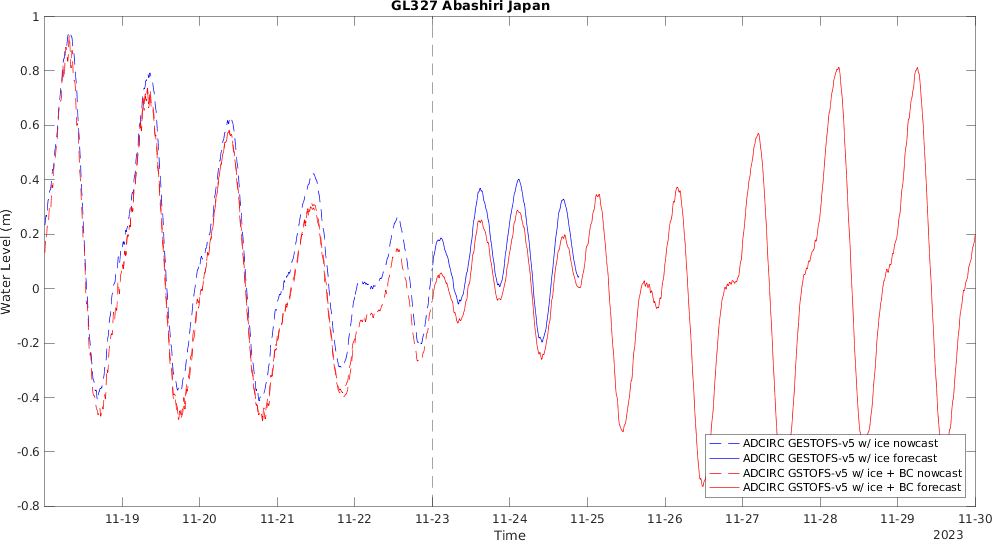 GL327 Abashiri Japan
1
0.8
0.6
0.4
0.2
0
-0.2
-0.4
-0.6
-0.8
Water Level (m)
ADCIRC GESTOFS-v5 w/ ice nowcast
ADCIRC GESTOFS-v5 w/ ice forecast
ADCIRC GSTOFS-v5 w/ ice + BC nowcast
ADCIRC GSTOFS-v5 w/ ice + BC forecast
11-19 11-20 11-21 11-22 11-23 11-24 11-25 11-26 11-27 11-28 11-29 11-30
Time
2023